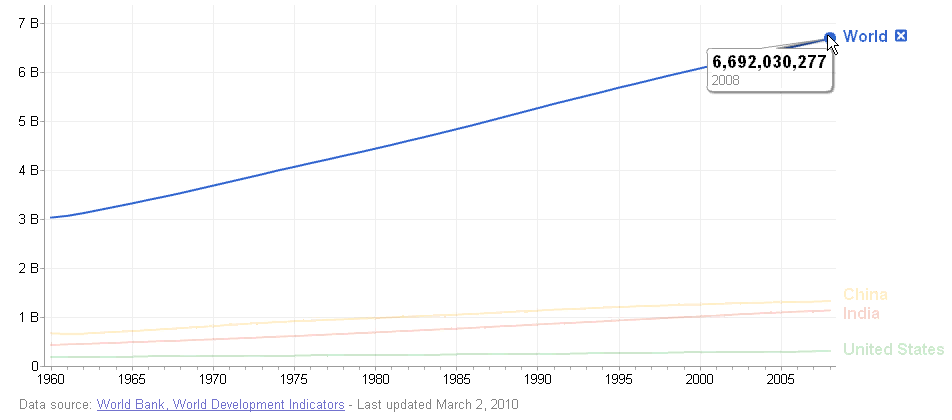 7 B
World
6,692,030,277
2008
6 B
5 B
4 B
3 B
2 B
China
India
1 B
United States
0
1960 1965 1970 1975 1980 1985 1990 1995 2000 2005
Data source: World Bank, World Development Indicators - Last updated March 2, 2010